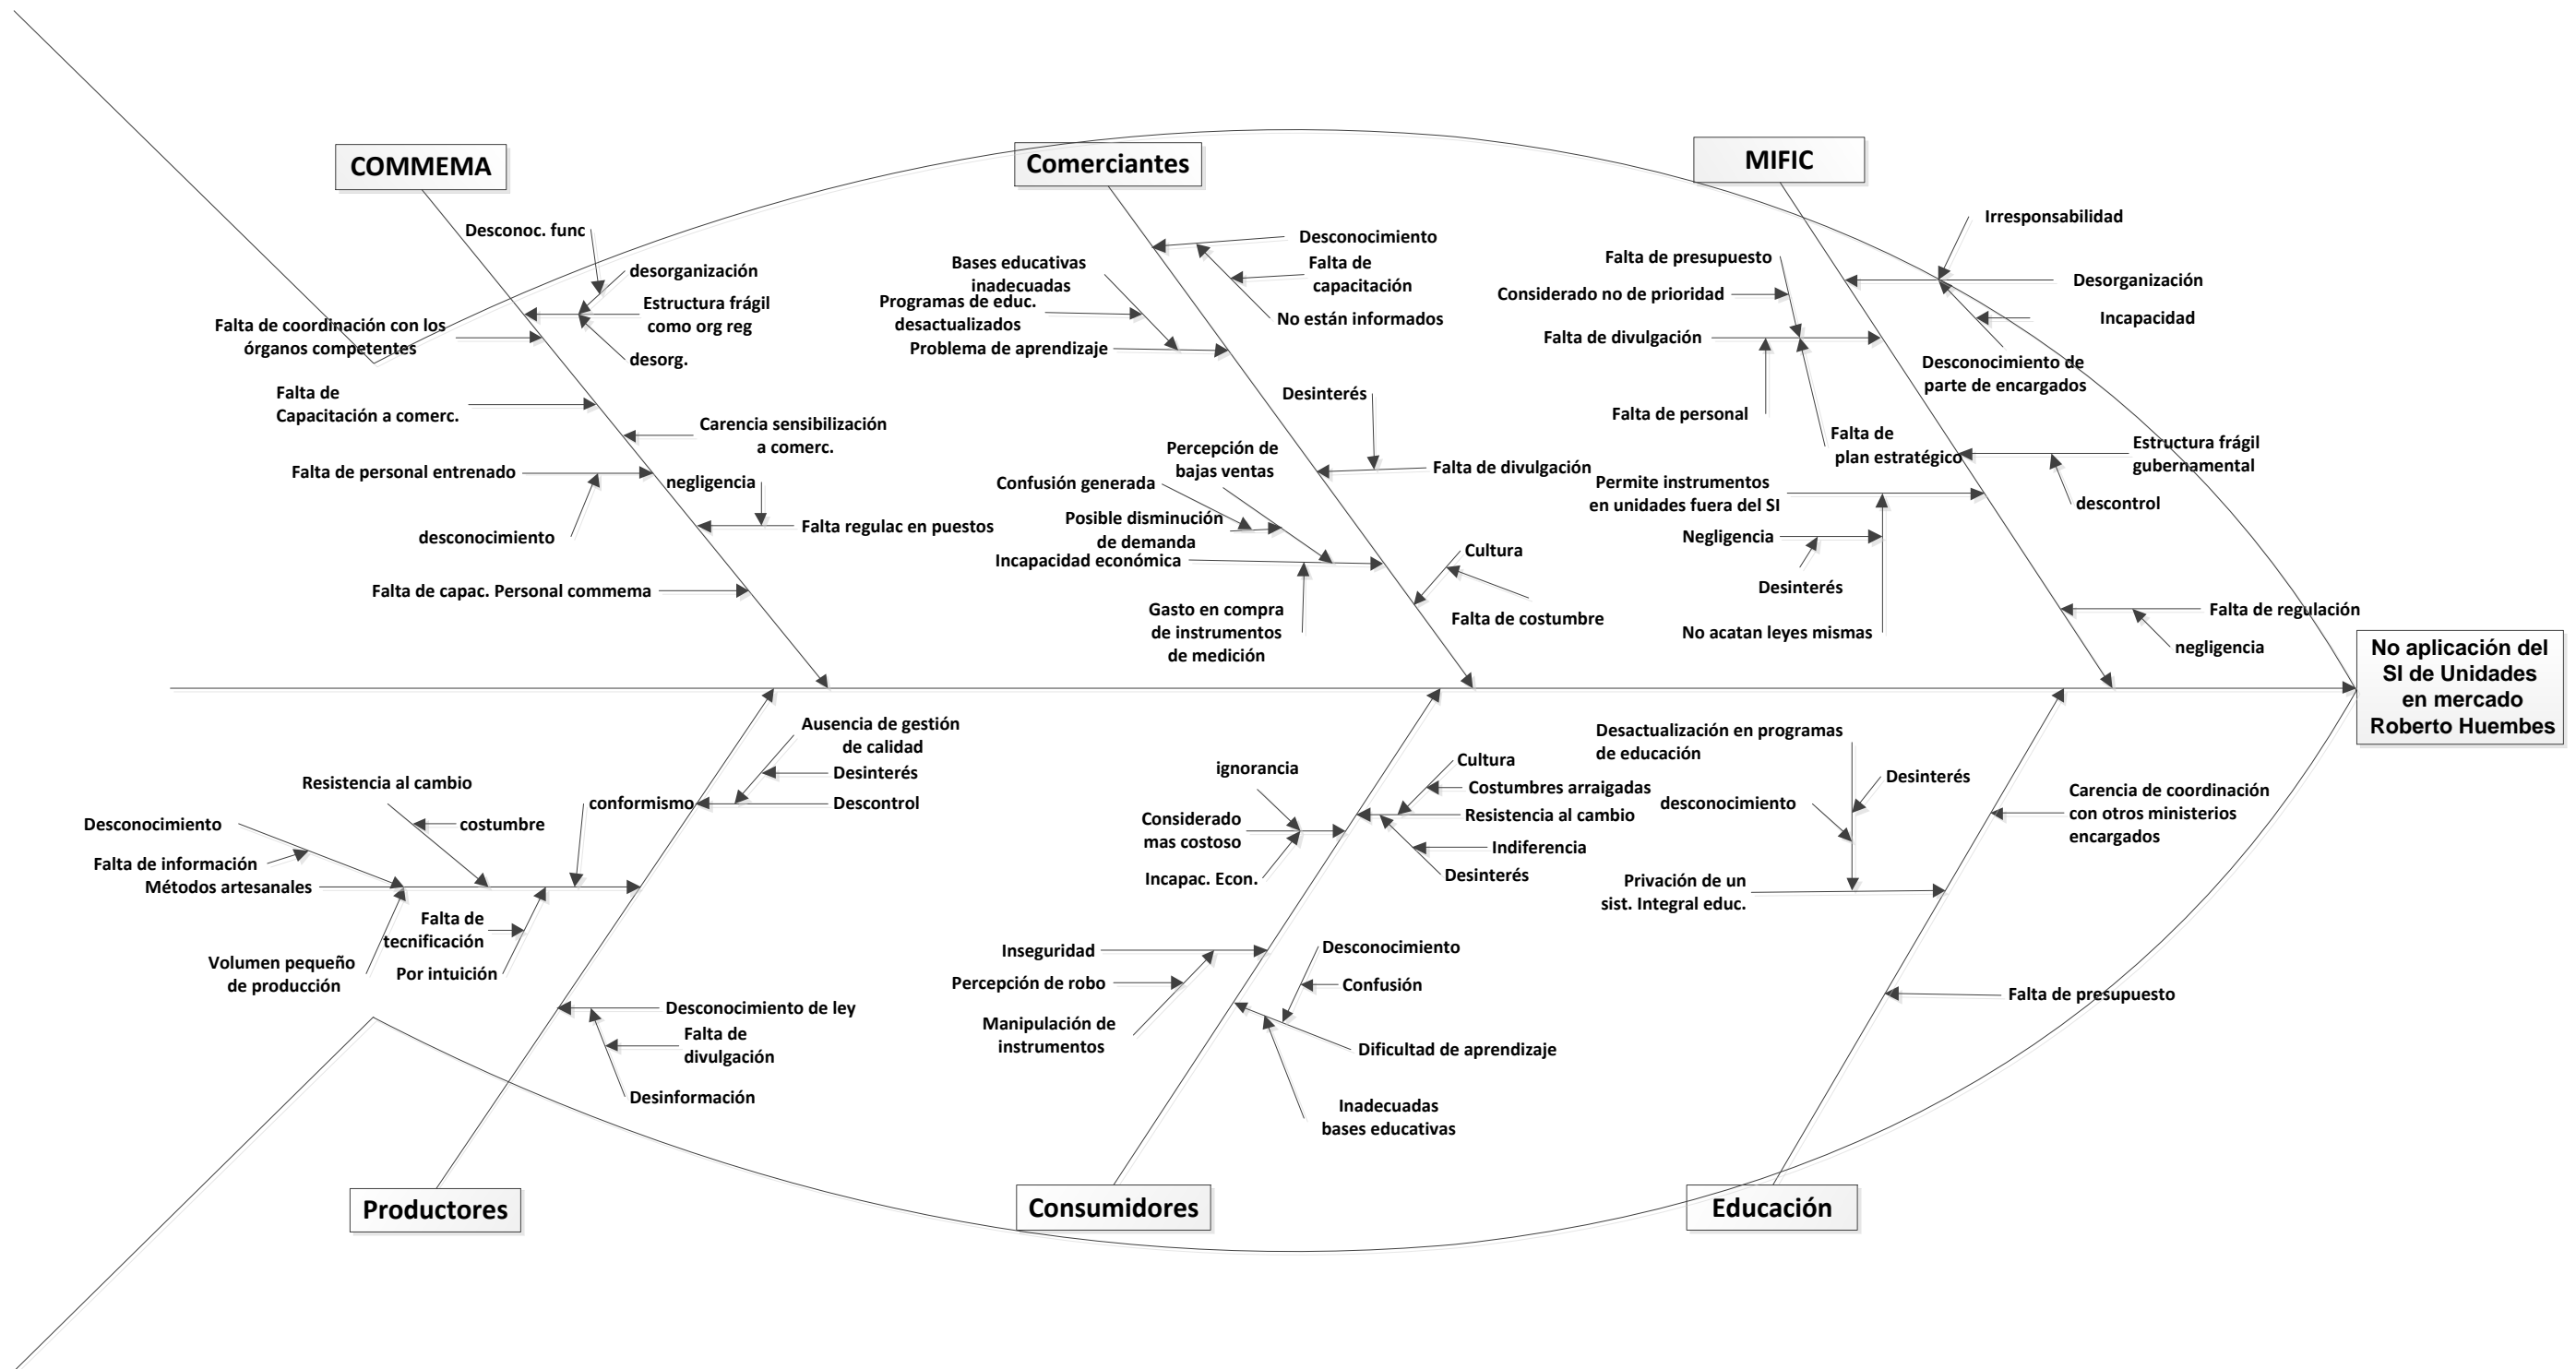 COMMEMA
Desconoc. func
desorganización
Estructura frágil
como org reg
desorg.
Falta de coordinación con los
órganos competentes
Falta de
Capacitación a comerc.
Carencia sensibilización
a comerc.
Falta de personal entrenado
desconocimiento
negligencia
Falta regulac en puestos
Falta de capac. Personal commema
Comerciantes
Desconocimiento
Falta de
capacitación
No están informados
Bases educativas
inadecuadas
Programas de educ.
desactualizados
Problema de aprendizaje
Desinterés
Falta de divulgación
Percepción de
bajas ventas
Confusión generada
Posible disminución
de demanda
Incapacidad económica
Gasto en compra
de instrumentos
de medición
Cultura
Falta de costumbre
MIFIC
Irresponsabilidad
Desorganización
Incapacidad
Desconocimiento de
parte de encargados
Falta de presupuesto
Considerado no de prioridad
Falta de divulgación
Falta de personal
Falta de
plan estratégico
Estructura frágil
gubernamental
descontrol
Permite instrumentos
en unidades fuera del SI
Negligencia
Desinterés
No acatan leyes mismas
Falta de regulación
negligencia
No aplicación del
SI de Unidades
en mercado
Roberto Huembes
Ausencia de gestión
de calidad
Desinterés
Descontrol
conformismo
Resistencia al cambio
costumbre
Desconocimiento
Falta de información
Métodos artesanales
Falta de
tecnificación
Por intuición
Volumen pequeño
de producción
Desconocimiento de ley
Falta de
divulgación
Desinformación
Productores
ignorancia
Considerado
mas costoso
Incapac. Econ.
Cultura
Costumbres arraigadas
Resistencia al cambio
Indiferencia
Desinterés
Inseguridad
Percepción de robo
Manipulación de
instrumentos
Desconocimiento
Confusión
Dificultad de aprendizaje
Inadecuadas
bases educativas
Consumidores
Desactualización en programas
de educación
Desinterés
desconocimiento
Privación de un
sist. Integral educ.
Carencia de coordinación
con otros ministerios
encargados
Falta de presupuesto
Educación